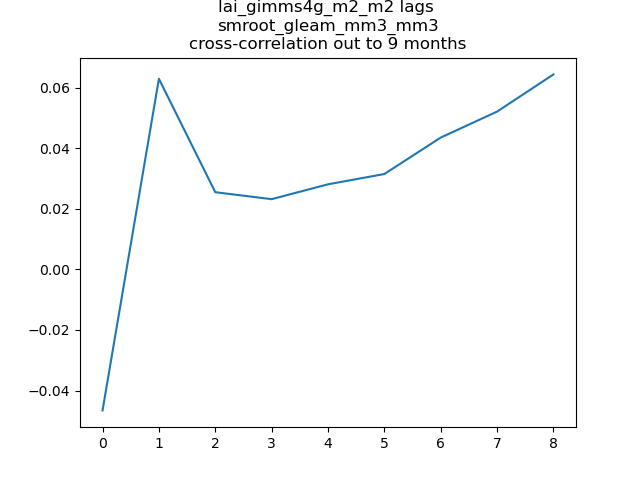 lai_gimms4g_m2_m2 lags
smroot_gleam_mm3_mm3
cross-correlation out to 9 months
0.06
0.04
0.02
0.00
−0.02
−0.04
0 1 2 3 4 5 6 7 8